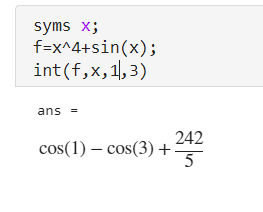 syms x;
f=x^4+sin(x);
int(f,x,1,3)
ans =
cos(1) − cos(3) + 242/5